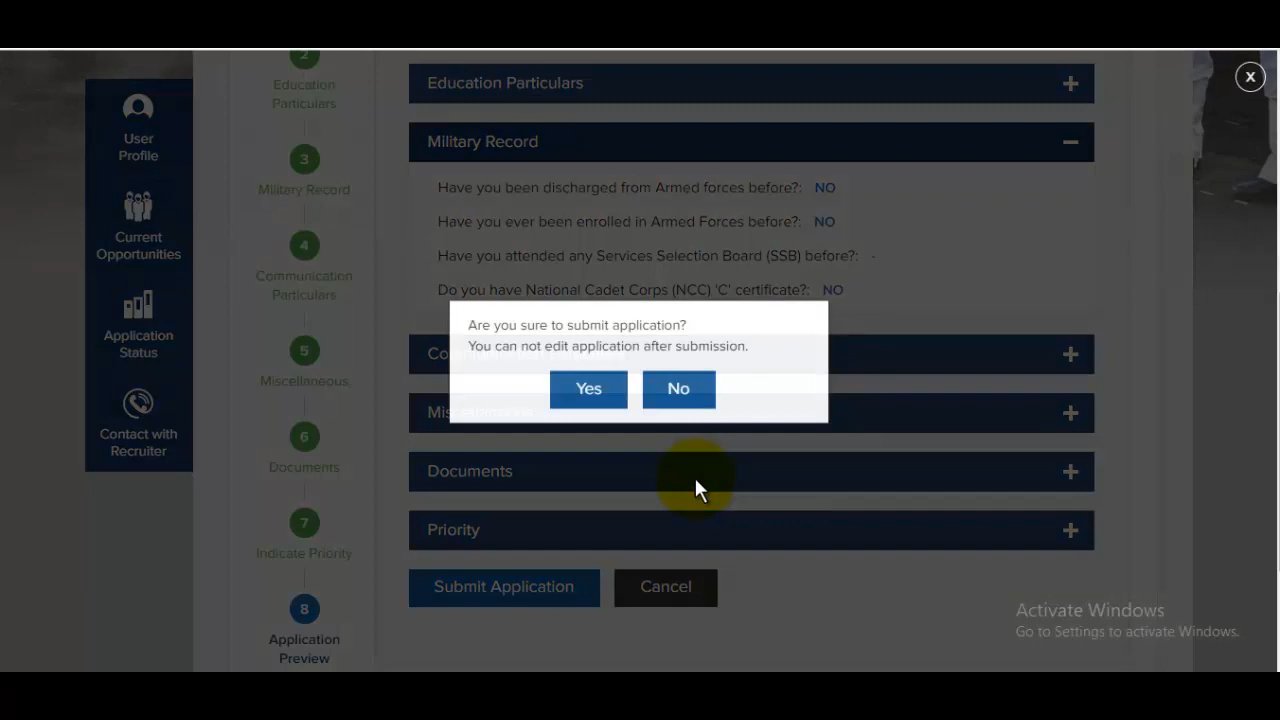 X
2
Education
Particulars
Education Particulars
+
User
Profile
3
Military Record
Military Record
Have you been discharged from Armed forces before?: NO
Have you ever been enrolled in Armed Forces before?: NO
Current
Opportunities
4
Communication
Particulars
Have you attended any Services Selection Board (SSB) before?: -
Do you have National Cadet Corps (NCC) 'C' certificate?: NO
Are you sure to submit application?
You can not edit application after submission.
Yes
No
Application
Status
5
Miscellaneous
+
+
Contact with
Recruiter
6
Documents
Documents
+
7
Indicate Priority
Priority
+
Submit Application
Cancel
8
Application
Preview
Activate Windows
Go to Settings to activate Windows.